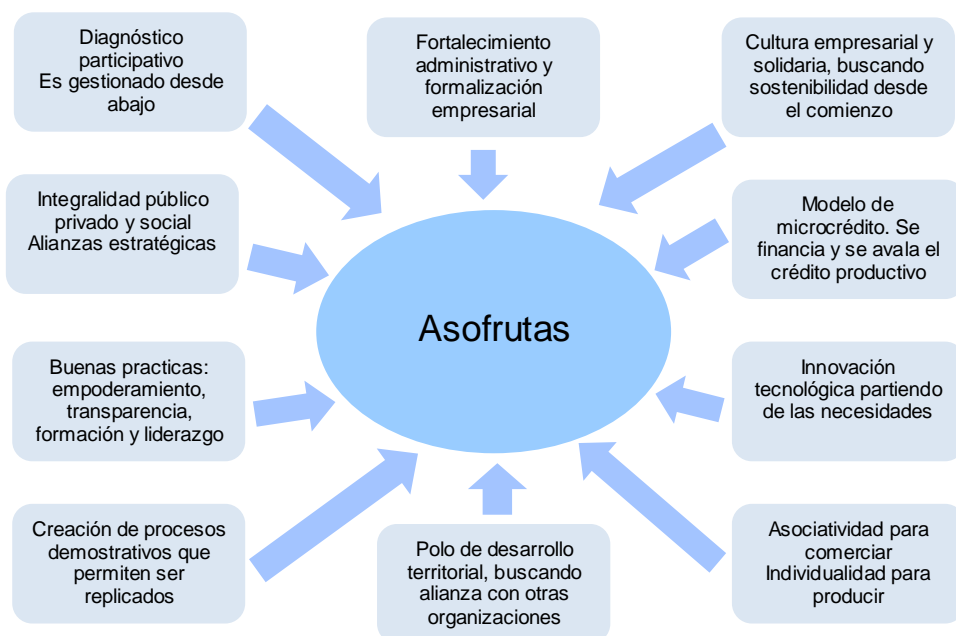 Diagnóstico
participativo
Es gestionado desde
abajo
Fortalecimiento
administrativo y
formalización
empresarial
Cultura empresarial y
solidaria, buscando
sostenibilidad desde
el comienzo
Integralidad público
privado y social
Alianzas estratégicas
Modelo de
microcrédito. Se
financia y se avala el
crédito productivo
Asofrutas
Buenas practicas:
empoderamiento,
transparencia,
formación y liderazgo
Innovación
tecnológica partiendo
de las necesidades
Creación de procesos
demostrativos que
permiten ser
replicados
Polo de desarrollo
territorial, buscando
alianza con otras
organizaciones
Asociatividad para
comerciar
Individualidad para
producir